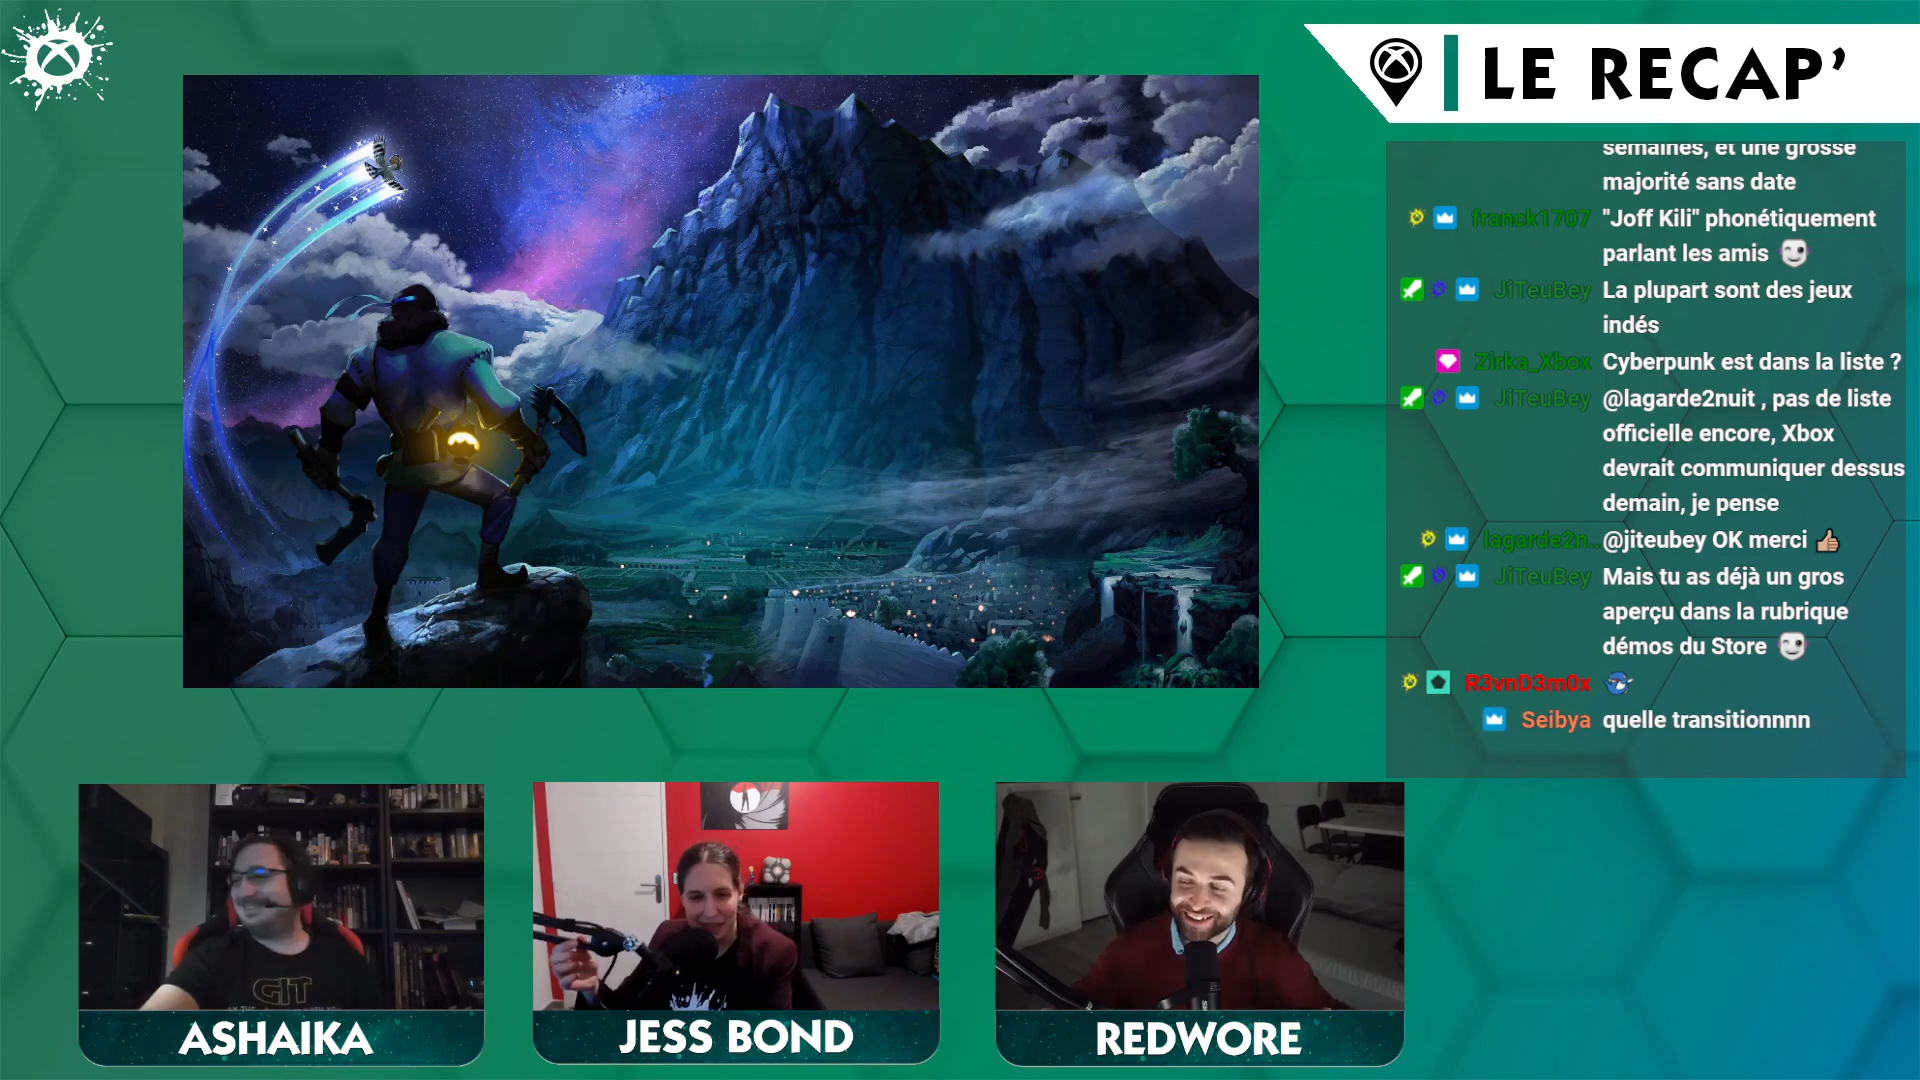 LE RECAP’
semaines, et une grosse
majorité sans date
franck1707 "Joff Kili" phonétiquement
parlant les amis
JiTeuBey La plupart sont des jeux
indés
Zirka_Xbox Cyberpunk est dans la liste ?
JiTeuBey @lagarde2nuit , pas de liste
officielle encore, Xbox
devrait communiquer dessus
demain, je pense
lagarde2n... @jiteubey OK merci
JiTeuBey Mais tu as déjà un gros
aperçu dans la rubrique
démos du Store
R3vnD3m0x
Seibya quelle transitionnnn
GIT
ASHAIKA
JESS BOND
REDWORE